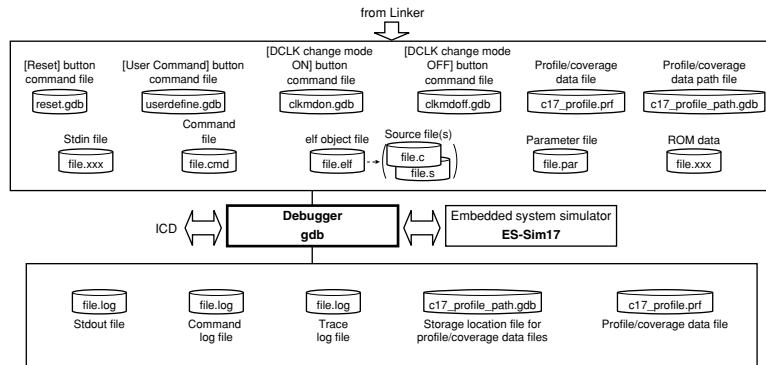 from Linker
[Reset] button
command file
reset.gdb
[User Command] button
command file
userdefine.gdb
[DCLK change mode
ON] button
command file
clkmdon.gdb
[DCLK change mode
OFF] button
command file
clkmdoff.gdb
Profile/coverage
data file
c17_profile.prf
Profile/coverage
data path file
c17_profile_path.gdb
Stdin file
file.xxx
Command
file
file.cmd
elf object file
file.elf
Source file(s)
file.c
file.s
Parameter file
file.par
ROM data
file.xxx
ICD
Debugger
gdb
Embedded system simulator
ES-Sim17
file.log
Stdout file
file.log
Command
log file
file.log
Trace
log file
c17_profile_path.gdb
Storage location file for
profile/coverage data files
c17_profile.prf
Profile/coverage data file